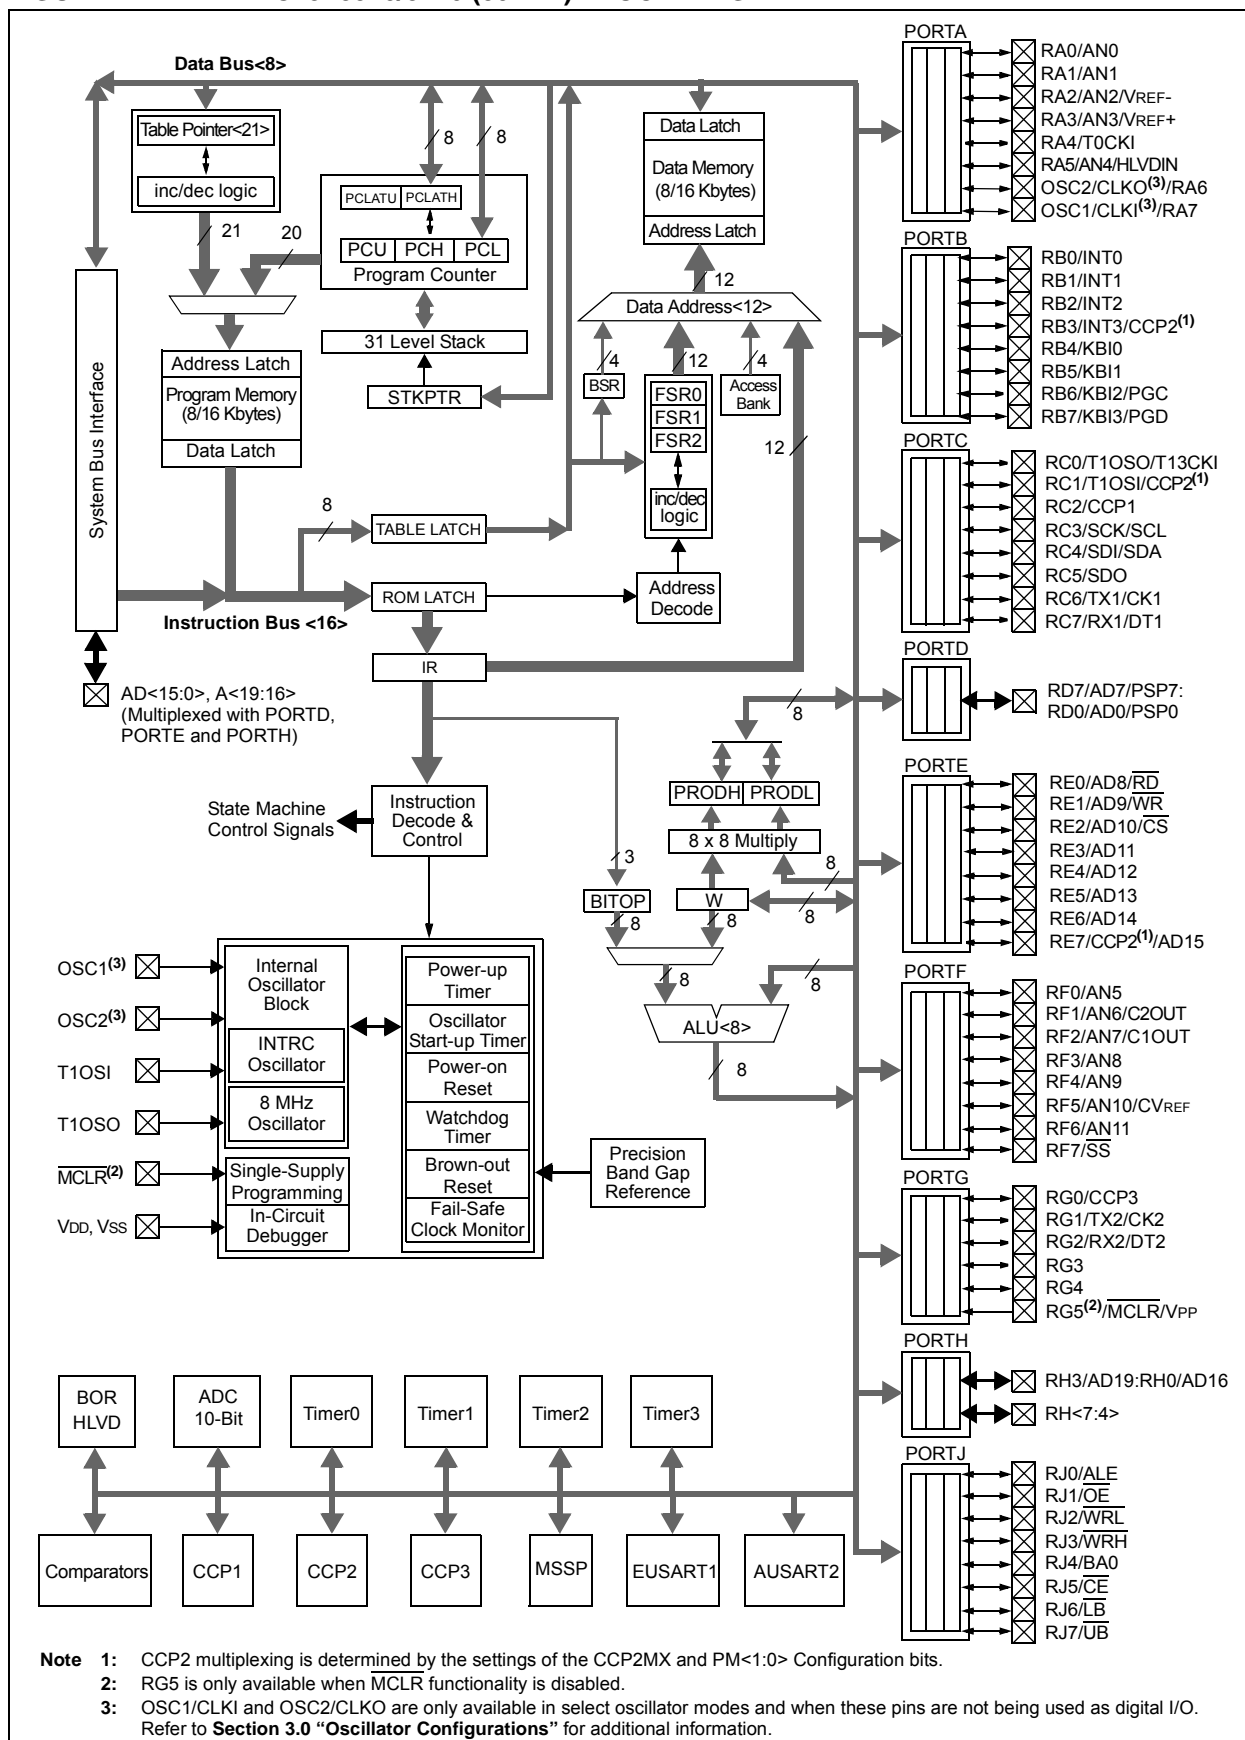 Data Bus<8>
Table Pointer<21>
inc/dec logic
21
20
8
8
PCLATU
PCLATH
PCU
PCH
PCL
Program Counter
31 Level Stack
STKPTR
Data Latch
Data Memory
(8/16 Kbytes)
Address Latch
12
Data Address<12>
4
12
4
BSR
FSR0
FSR1
FSR2
inc/dec
logic
Access
Bank
12
System Bus Interface
Address Latch
Program Memory
(8/16 Kbytes)
Data Latch
8
TABLE LATCH
ROM LATCH
Address
Decode
Instruction Bus <16>
IR
AD<15:0>, A<19:16>
(Multiplexed with PORTD,
PORTE and PORTH)
State Machine
Control Signals
Instruction
Decode &
Control
8
PRODH
PRODL
8 x 8 Multiply
3
8
BITOP
W
8
8
8
8
8
ALU<8>
8
OSC1(3)
OSC2(3)
T1OSI
T1OSO
MCLR(2)
VDD, VSS
Internal
Oscillator
Block
INTRC
Oscillator
8 MHz
Oscillator
Single-Supply
Programming
In-Circuit
Debugger
Power-up
Timer
Oscillator
Start-up Timer
Power-on
Reset
Watchdog
Timer
Brown-out
Reset
Fail-Safe
Clock Monitor
Precision
Band Gap
Reference
BOR
HLVD
ADC
10-Bit
Timer0
Timer1
Timer2
Timer3
Comparators
CCP1
CCP2
CCP3
MSSP
EUSART1
AUSART2
PORTA
RA0/AN0
RA1/AN1
RA2/AN2/VREF-
RA3/AN3/VREF+
RA4/T0CKI
RA5/AN4/HLVDIN
OSC2/CLKO(3)/RA6
OSC1/CLKI(3)/RA7
PORTB
RB0/INT0
RB1/INT1
RB2/INT2
RB3/INT3/CCP2(1)
RB4/KBI0
RB5/KBI1
RB6/KBI2/PGC
RB7/KBI3/PGD
PORTC
RC0/T1OSO/T13CKI
RC1/T1OSI/CCP2(1)
RC2/CCP1
RC3/SCK/SCL
RC4/SDI/SDA
RC5/SDO
RC6/TX1/CK1
RC7/RX1/DT1
PORTD
RD7/AD7/PSP7:
RD0/AD0/PSP0
PORTE
RE0/AD8/RD
RE1/AD9/WR
RE2/AD10/CS
RE3/AD11
RE4/AD12
RE5/AD13
RE6/AD14
RE7/CCP2(1)/AD15
PORTF
RF0/AN5
RF1/AN6/C2OUT
RF2/AN7/C1OUT
RF3/AN8
RF4/AN9
RF5/AN10/CVREF
RF6/AN11
RF7/SS
PORTG
RG0/CCP3
RG1/TX2/CK2
RG2/RX2/DT2
RG3
RG4
RG5(2)/MCLR/VPP
PORTH
RH3/AD19:RH0/AD16
RH<7:4>
PORTJ
RJ0/ALE
RJ1/OE
RJ2/WRL
RJ3/WRH
RJ4/BA0
RJ5/CE
RJ6/LB
RJ7/UB
Note 1: CCP2 multiplexing is determined by the settings of the CCP2MX and PM<1:0> Configuration bits.
2: RG5 is only available when MCLR functionality is disabled.
3: OSC1/CLKI and OSC2/CLKO are only available in select oscillator modes and when these pins are not being used as digital I/O.
Refer to Section 3.0 “Oscillator Configurations” for additional information.